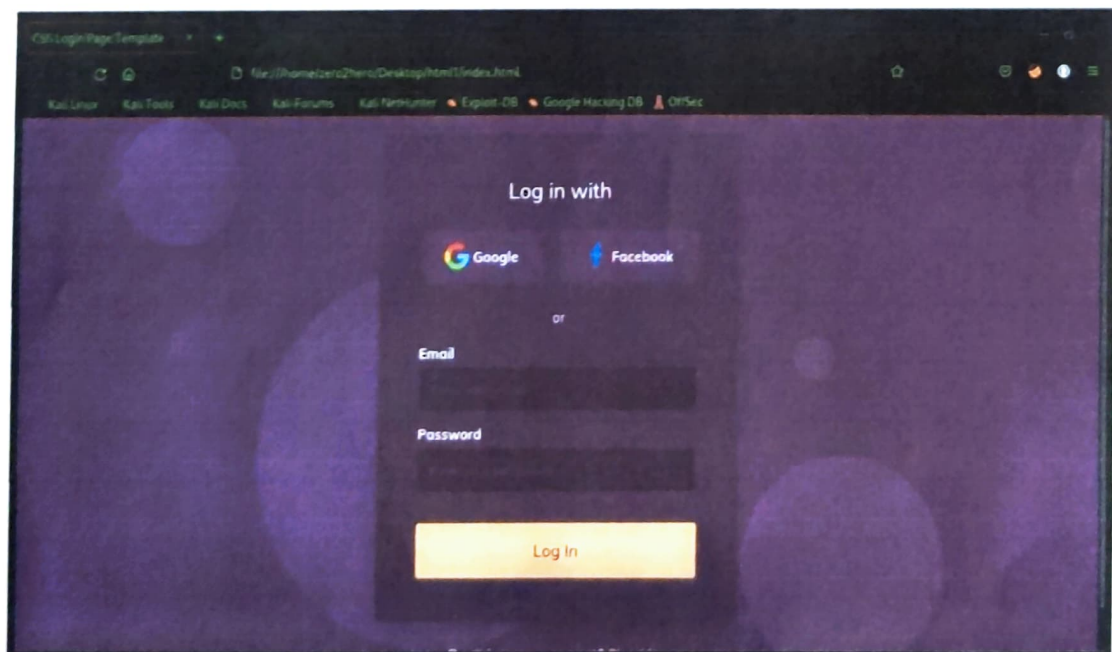 CSS Login Page Template
file:///home/zero2hero/Desktop/html1/index.html
Kali Linux Kali Tools Kali Docs Kali Forums Kali NetHunter Exploit-DB Google Hacking DB OffSec
Log in with
Google Facebook
or
Email
Password
Log In